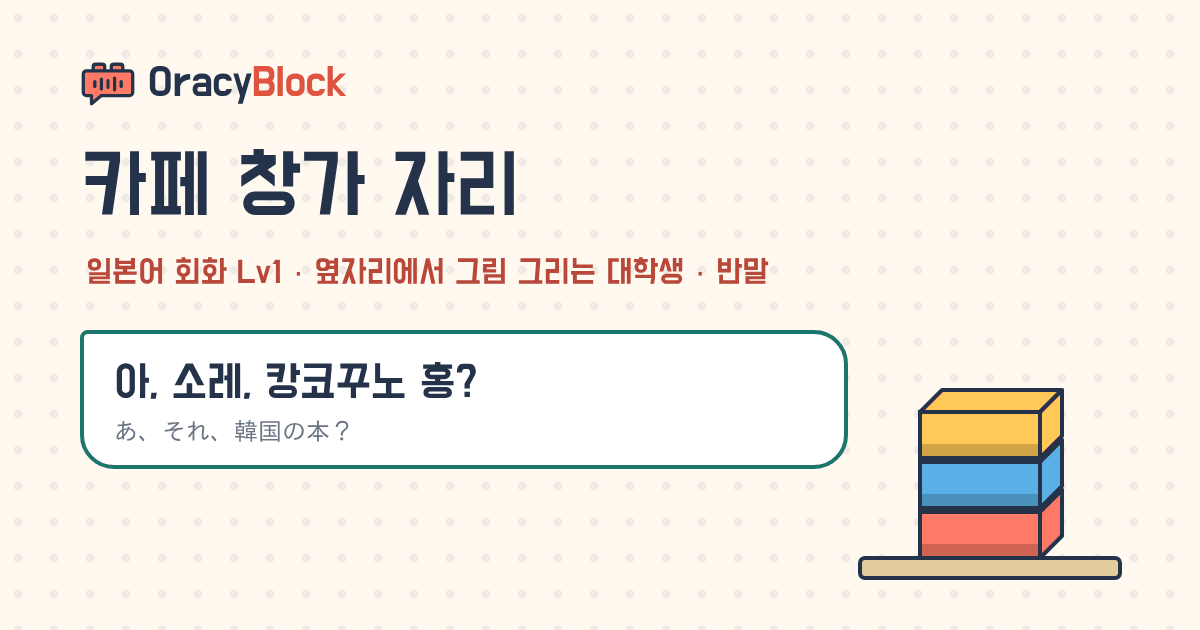 OracyBlock
카페 창가 자리
일본어 회화 Lv1 · 옆자리에서 그림 그리는 대학생 · 반말
아, 소레, 캉코꾸노 홍?
あ、それ、韓国の本？